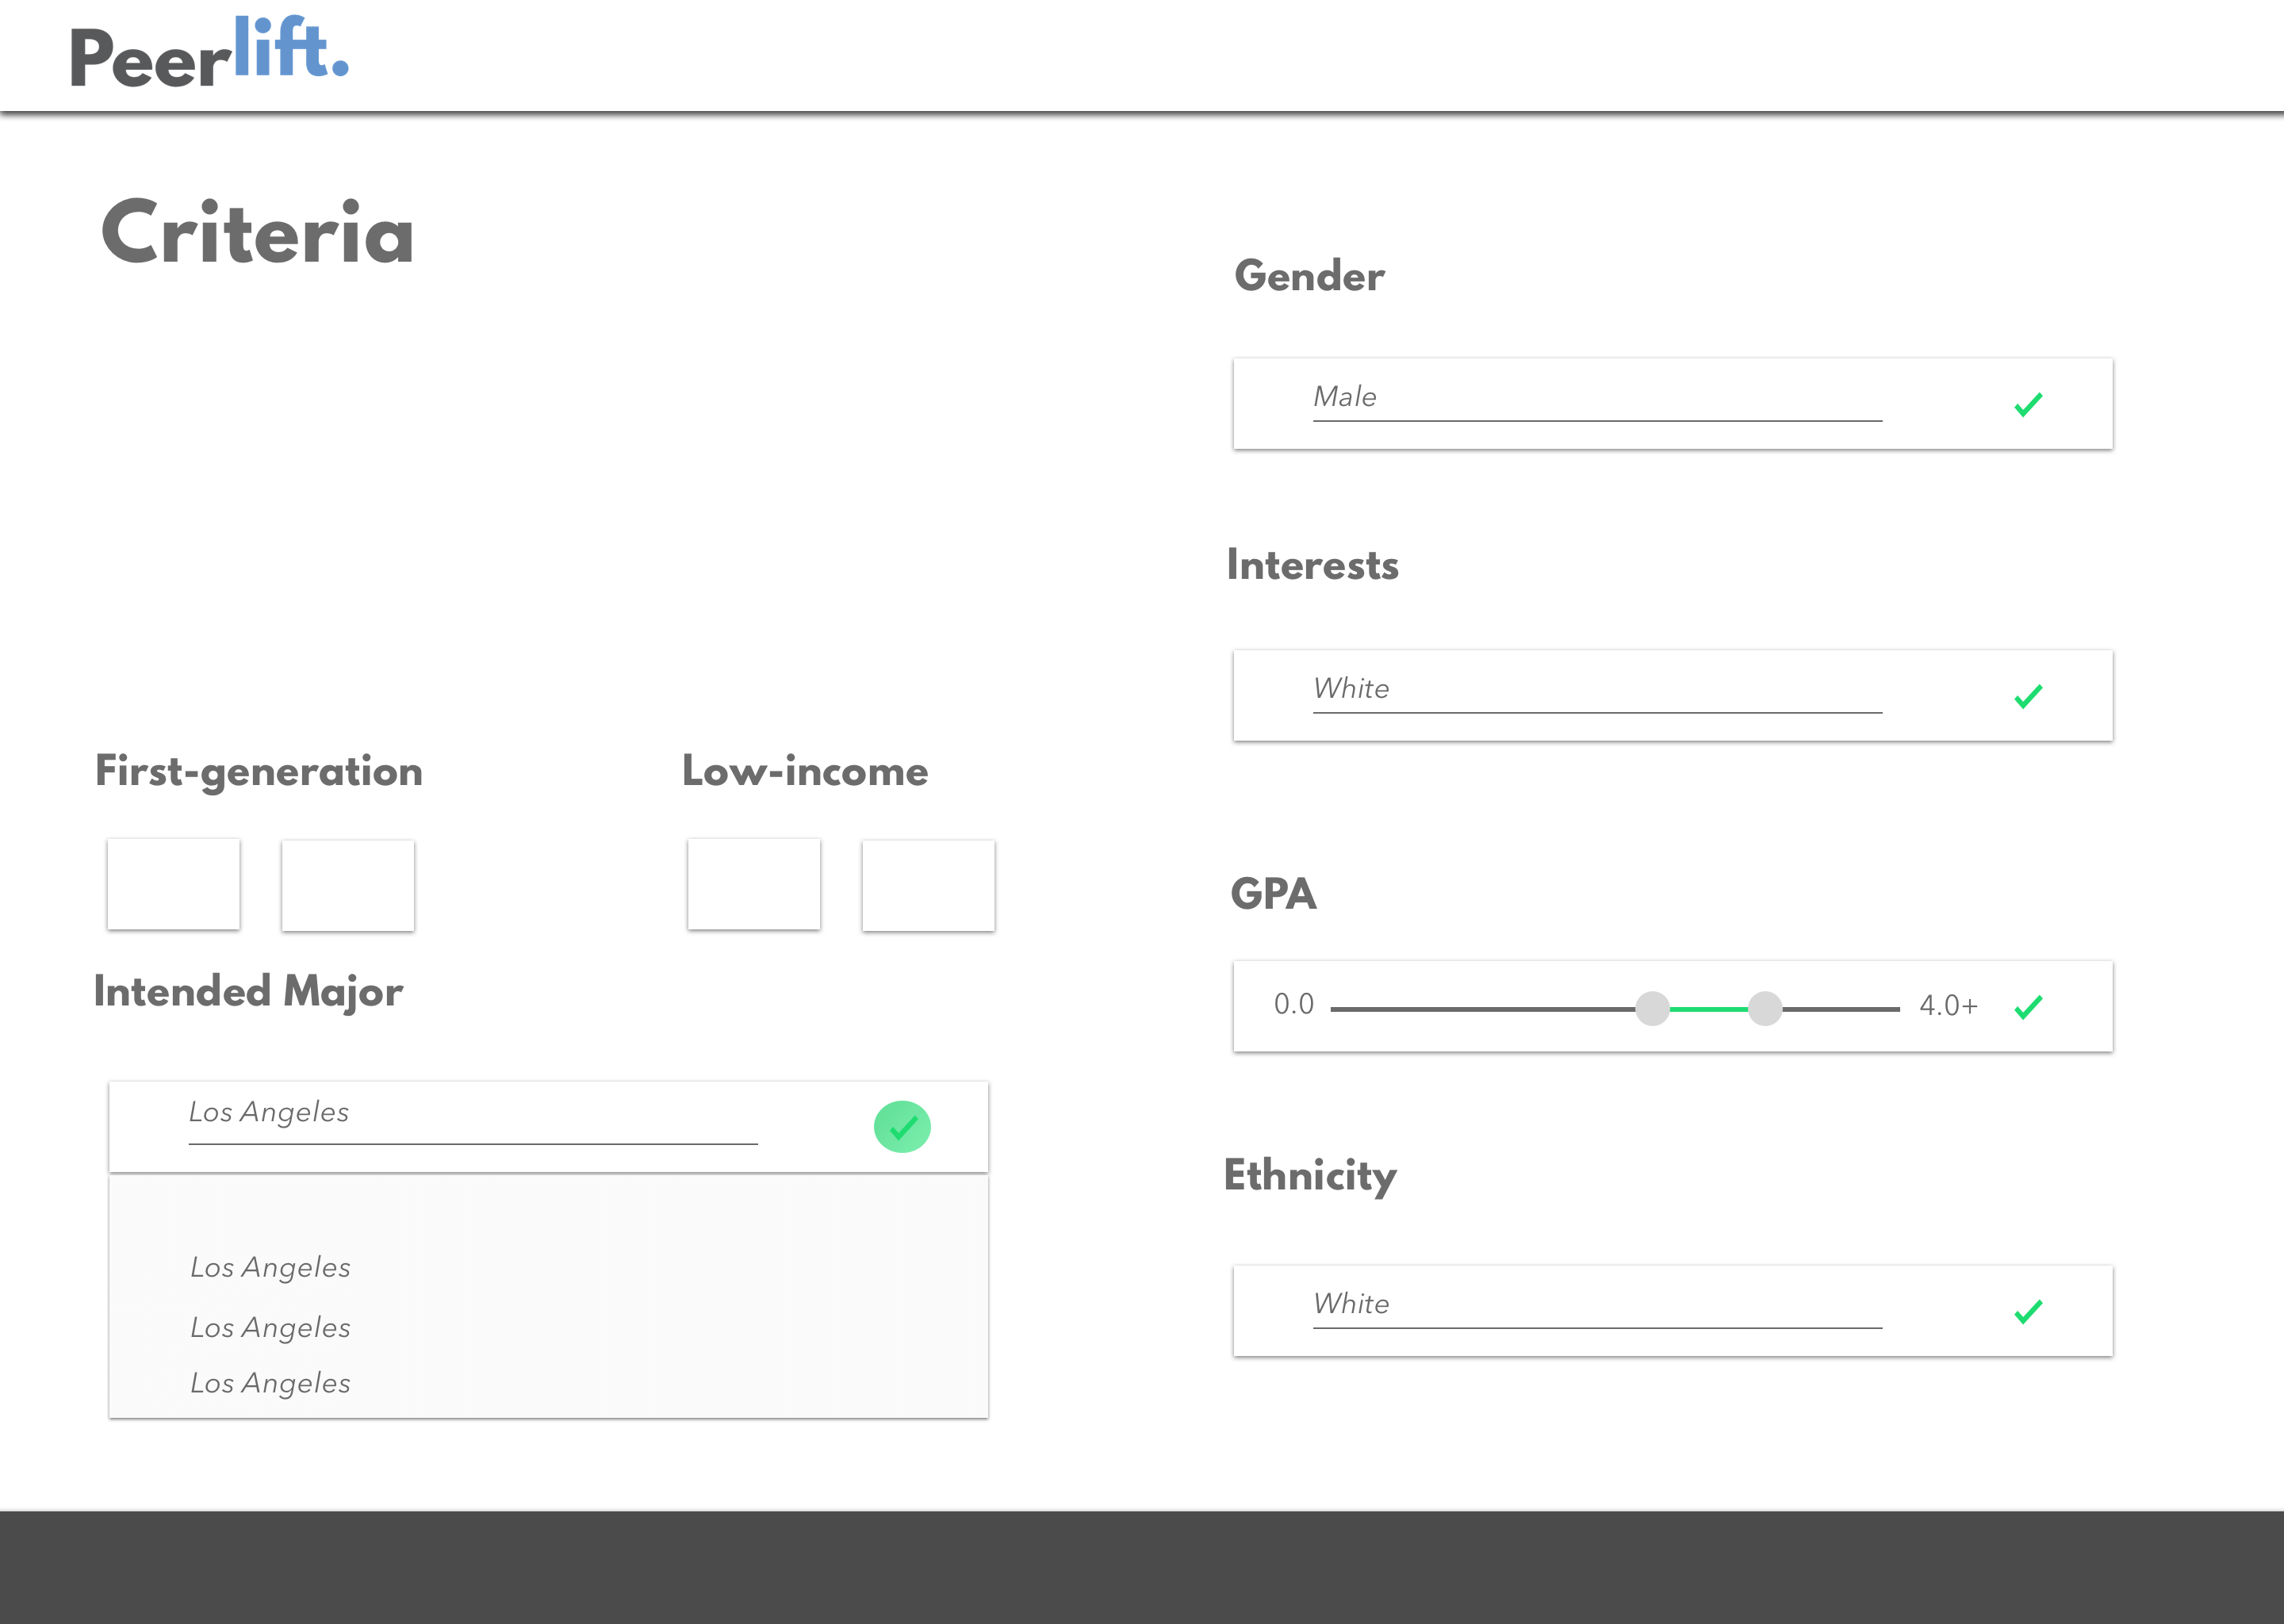 Peerlift.
Criteria
First-generation
Low-income
Intended Major
Los Angeles
Los Angeles
Los Angeles
Los Angeles
Gender
Male
Interests
White
GPA
0.0
4.0+
Ethnicity
White